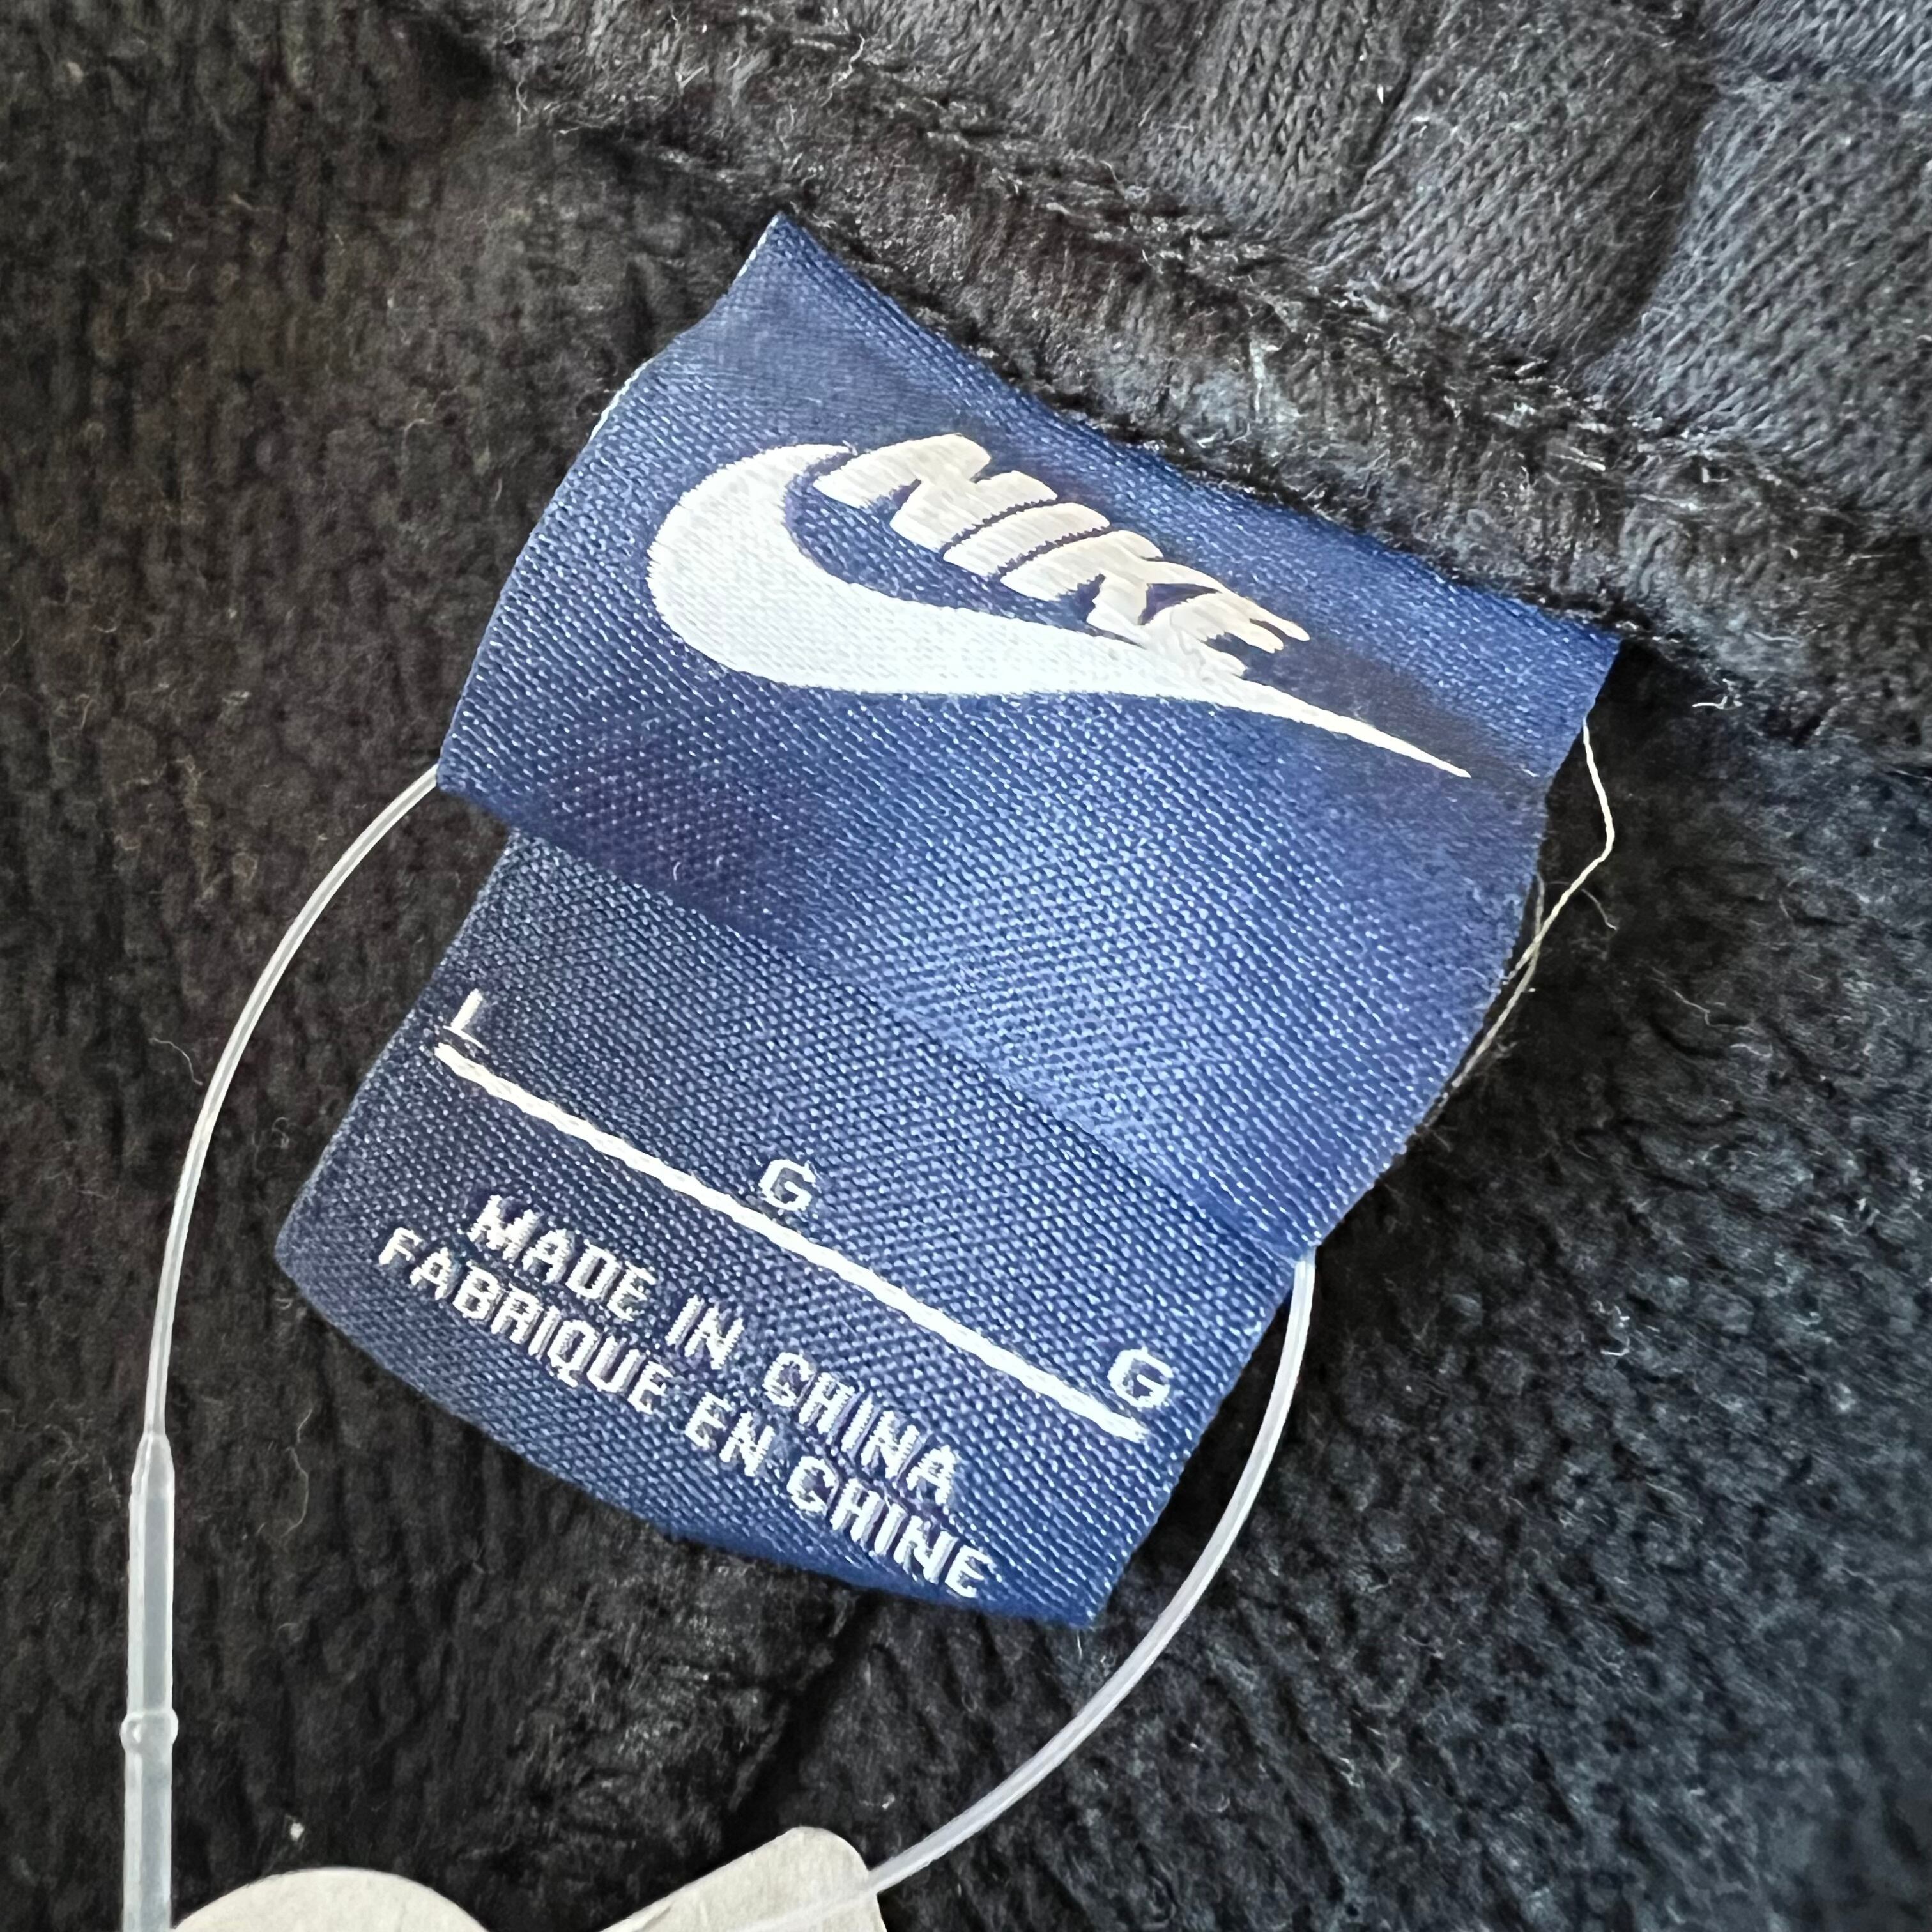 NIKE
L G G
MADE IN CHINA
FABRIQUE EN CHINE